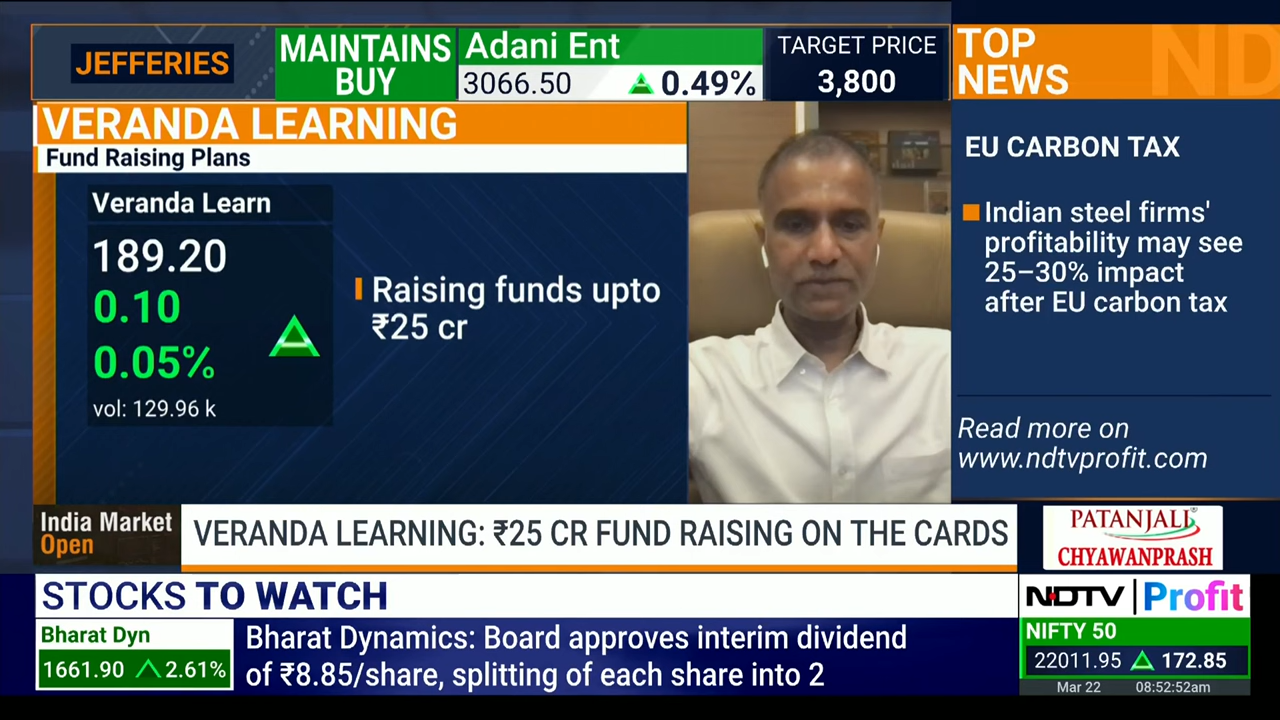 JEFFERIES
MAINTAINS
BUY
Adani Ent
3066.50 0.49%
TARGET PRICE
3,800
TOP
NEWS
ND
VERANDA LEARNING
Fund Raising Plans
Veranda Learn
189.20
0.10
0.05%
vol: 129.96 k
Raising funds upto
₹25 cr
EU CARBON TAX
Indian steel firms'
profitability may see
25–30% impact
after EU carbon tax
Read more on
www.ndtvprofit.com
India Market
Open
VERANDA LEARNING: ₹25 CR FUND RAISING ON THE CARDS
PATANJALI
CHYAWANPRASH
STOCKS TO WATCH
NDTV Profit
Bharat Dyn
1661.90 2.61%
Bharat Dynamics: Board approves interim dividend
of ₹8.85/share, splitting of each share into 2
NIFTY 50
22011.95 172.85
Mar 22 08:52:52am